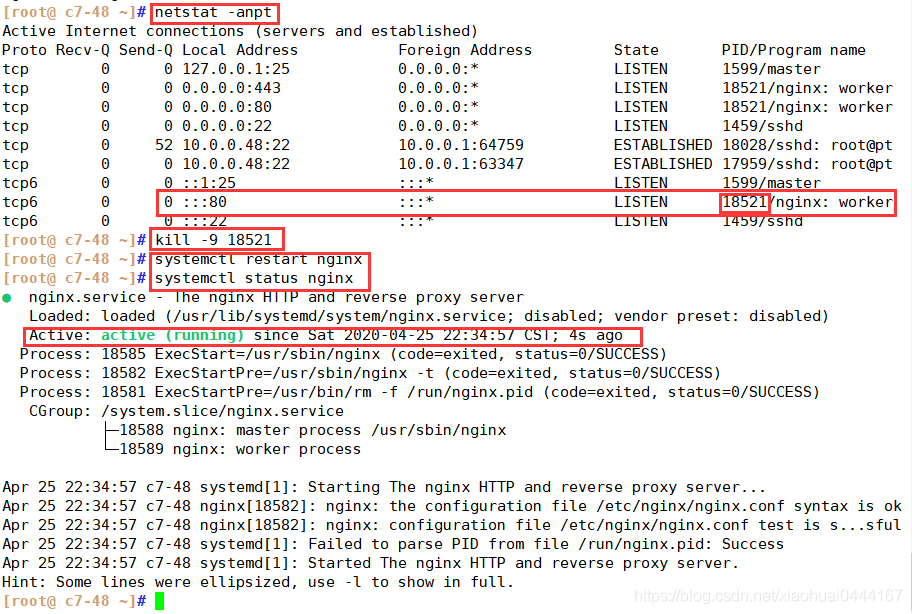 [root@ c7-48 ~]# netstat -anpt
Active Internet connections (servers and established)
Proto Recv-Q Send-Q Local Address           Foreign Address         State       PID/Program name
tcp        0      0 127.0.0.1:25            0.0.0.0:*               LISTEN      1599/master
tcp        0      0 0.0.0.0:443             0.0.0.0:*               LISTEN      18521/nginx: worker
tcp        0      0 0.0.0.0:80              0.0.0.0:*               LISTEN      18521/nginx: worker
tcp        0      0 0.0.0.0:22              0.0.0.0:*               LISTEN      1459/sshd
tcp        0     52 10.0.0.48:22            10.0.0.1:64759          ESTABLISHED 18028/sshd: root@pt
tcp        0      0 10.0.0.48:22            10.0.0.1:63347          ESTABLISHED 17959/sshd: root@pt
tcp6       0      0 ::1:25                  :::*                    LISTEN      1599/master
tcp6       0      0 :::80                   :::*                    LISTEN      18521/nginx: worker
tcp6       0      0 :::22                   :::*                    LISTEN      1459/sshd
[root@ c7-48 ~]# kill -9 18521
[root@ c7-48 ~]# systemctl restart nginx
[root@ c7-48 ~]# systemctl status nginx
● nginx.service - The nginx HTTP and reverse proxy server
Loaded: loaded (/usr/lib/systemd/system/nginx.service; disabled; vendor preset: disabled)
Active: active (running) since Sat 2020-04-25 22:34:57 CST; 4s ago
Process: 18585 ExecStart=/usr/sbin/nginx (code=exited, status=0/SUCCESS)
Process: 18582 ExecStartPre=/usr/sbin/nginx -t (code=exited, status=0/SUCCESS)
Process: 18581 ExecStartPre=/usr/bin/rm -f /run/nginx.pid (code=exited, status=0/SUCCESS)
CGroup: /system.slice/nginx.service
├─18588 nginx: master process /usr/sbin/nginx
└─18589 nginx: worker process
Apr 25 22:34:57 c7-48 systemd[1]: Starting The nginx HTTP and reverse proxy server...
Apr 25 22:34:57 c7-48 nginx[18582]: nginx: the configuration file /etc/nginx/nginx.conf syntax is ok
Apr 25 22:34:57 c7-48 nginx[18582]: nginx: configuration file /etc/nginx/nginx.conf test is s...sful
Apr 25 22:34:57 c7-48 systemd[1]: Failed to parse PID from file /run/nginx.pid: Success
Apr 25 22:34:57 c7-48 systemd[1]: Started The nginx HTTP and reverse proxy server.
Hint: Some lines were ellipsized, use -l to show in full.
[root@ c7-48 ~]#
https://blog.csdn.net/xiaohuai0444167